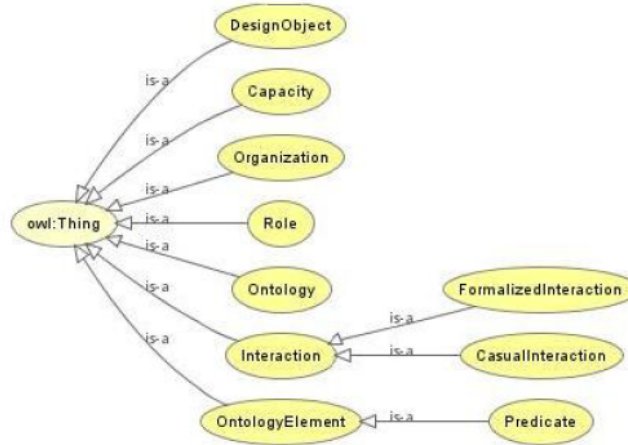 DesignObject
is-a
Capacity
is-a
Organization
is-a
owl:Thing
is-a
Role
is-a
Ontology
is-a
FormalizedInteraction
is-a
Interaction
is-a
CasualInteraction
is-a
OntologyElement
is-a
Predicate